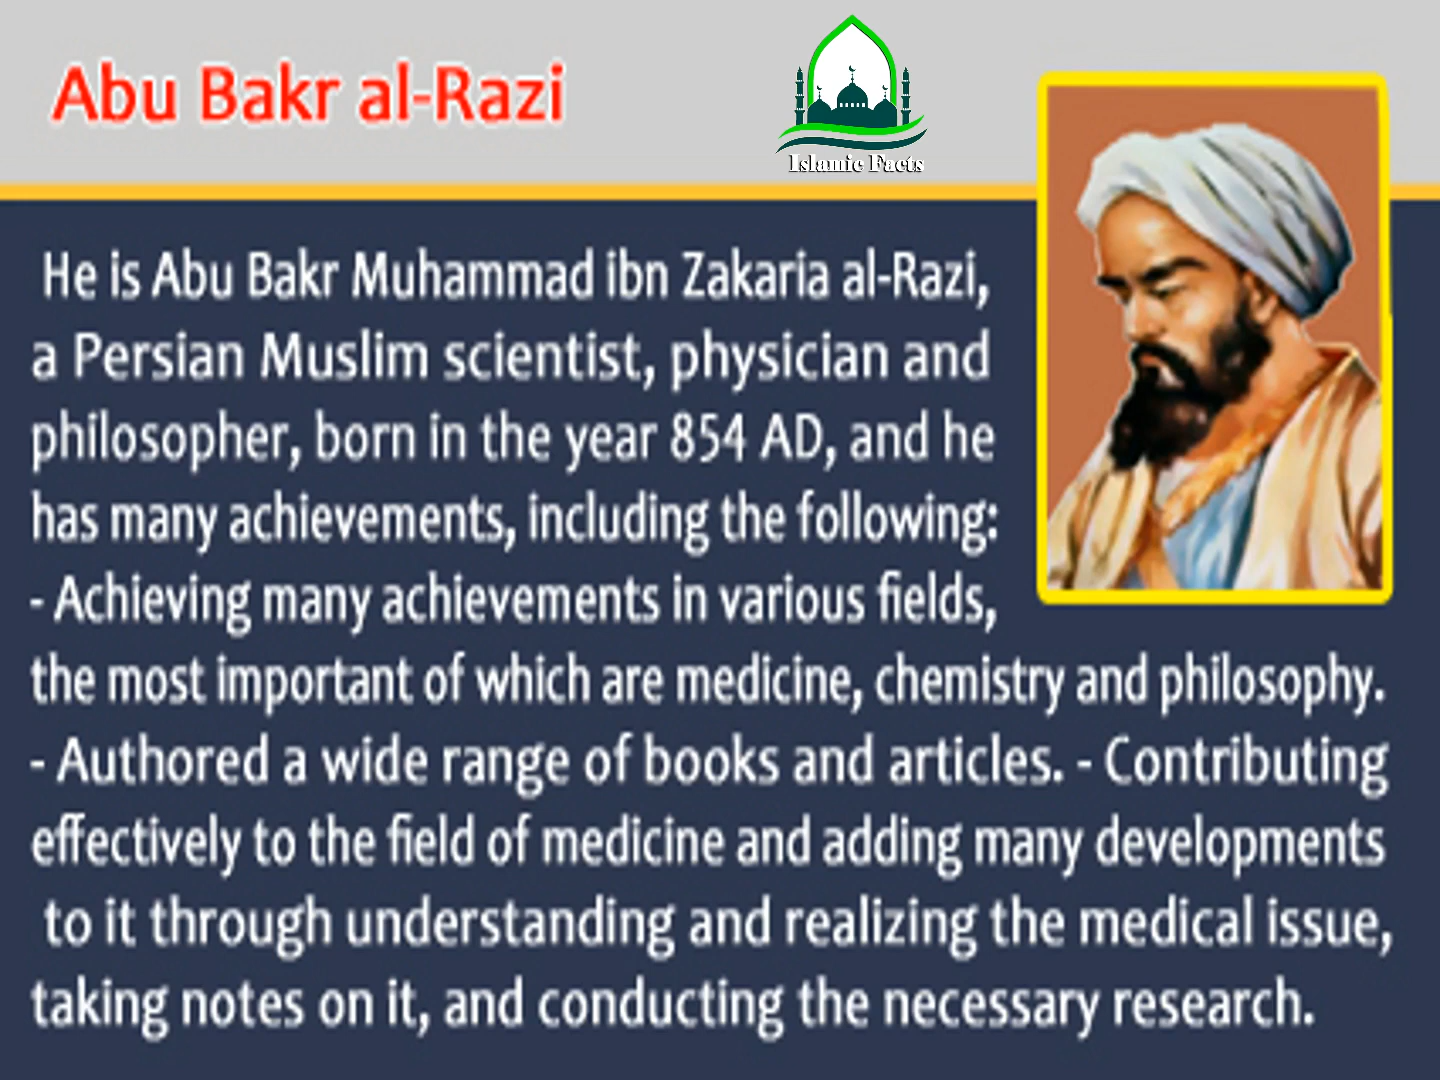 Abu Bakr al-Razi
Islamic Facts
He is Abu Bakr Muhammad ibn Zakaria al-Razi,
a Persian Muslim scientist, physician and
philosopher, born in the year 854 AD, and he
has many achievements, including the following:
- Achieving many achievements in various fields,
the most important of which are medicine, chemistry and philosophy.
- Authored a wide range of books and articles. - Contributing
effectively to the field of medicine and adding many developments
to it through understanding and realizing the medical issue,
taking notes on it, and conducting the necessary research.